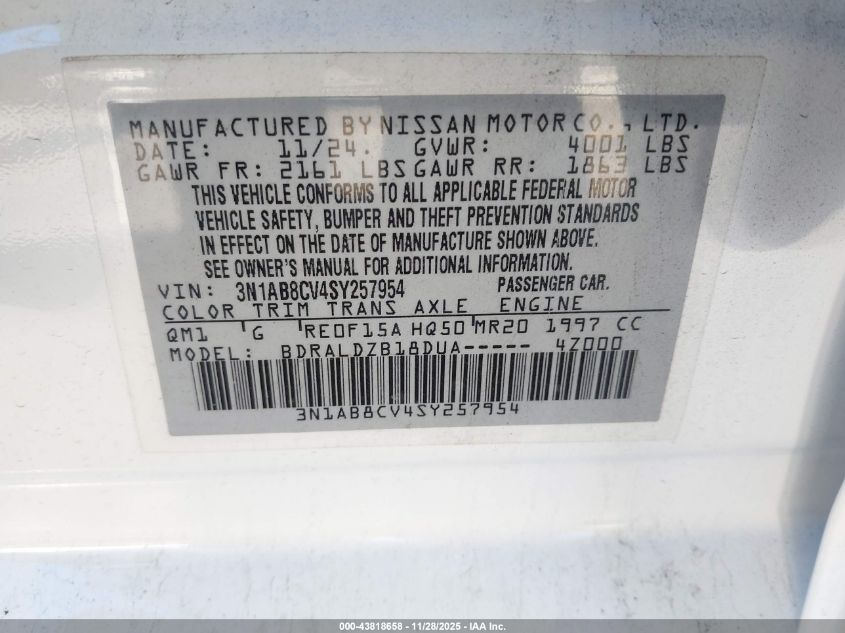 MANUFACTURED BY NISSAN MOTOR CO., LTD.
DATE: 11/24. GVWR: 4001 LBS
GAWR FR: 2161 LBS GAWR RR: 1863 LBS
THIS VEHICLE CONFORMS TO ALL APPLICABLE FEDERAL MOTOR
VEHICLE SAFETY, BUMPER AND THEFT PREVENTION STANDARDS
IN EFFECT ON THE DATE OF MANUFACTURE SHOWN ABOVE.
SEE OWNER'S MANUAL FOR ADDITIONAL INFORMATION.
VIN: 3N1AB8CV4SY257954 PASSENGER CAR.
COLOR TRIM TRANS AXLE ENGINE
QM1 G RE0F15A HQ50 MR20 1997 CC
MODEL: BDRALDZB18DUA----- 4Z000
3N1AB8CV4SY257954
000-43818658 - 11/28/2025 - IAA Inc.